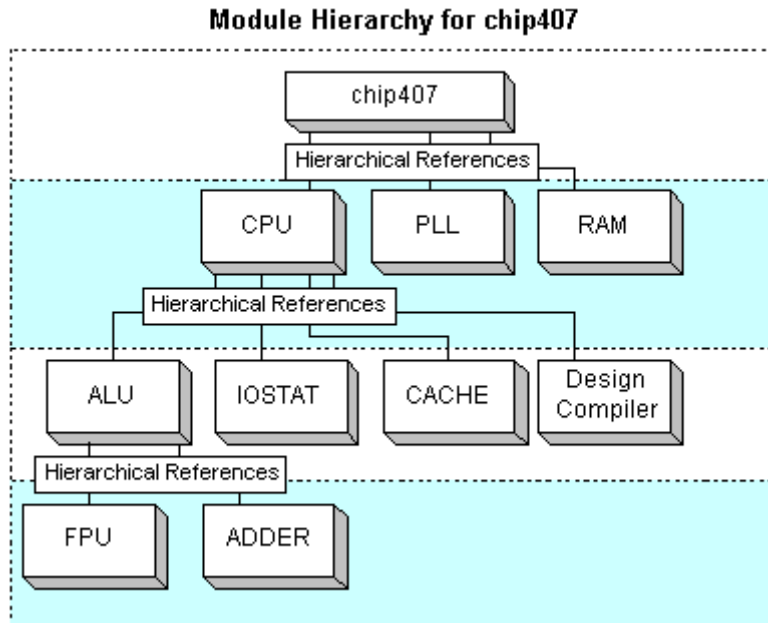 Module Hierarchy for chip407
chip407
Hierarchical References
CPU
PLL
RAM
Hierarchical References
ALU
IOSTAT
CACHE
Design
Compiler
Hierarchical References
FPU
ADDER